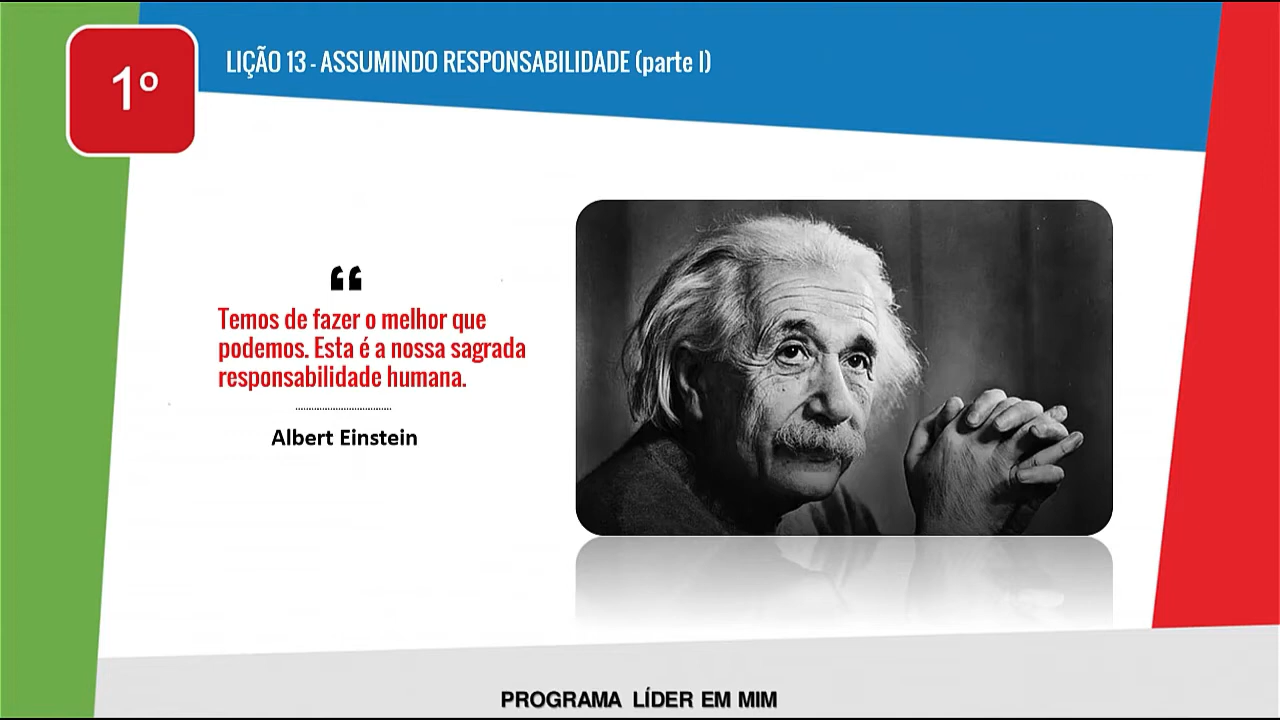 1º
LIÇÃO 13 - ASSUMINDO RESPONSABILIDADE (parte I)
“
Temos de fazer o melhor que
podemos. Esta é a nossa sagrada
responsabilidade humana.
Albert Einstein
PROGRAMA LÍDER EM MIM